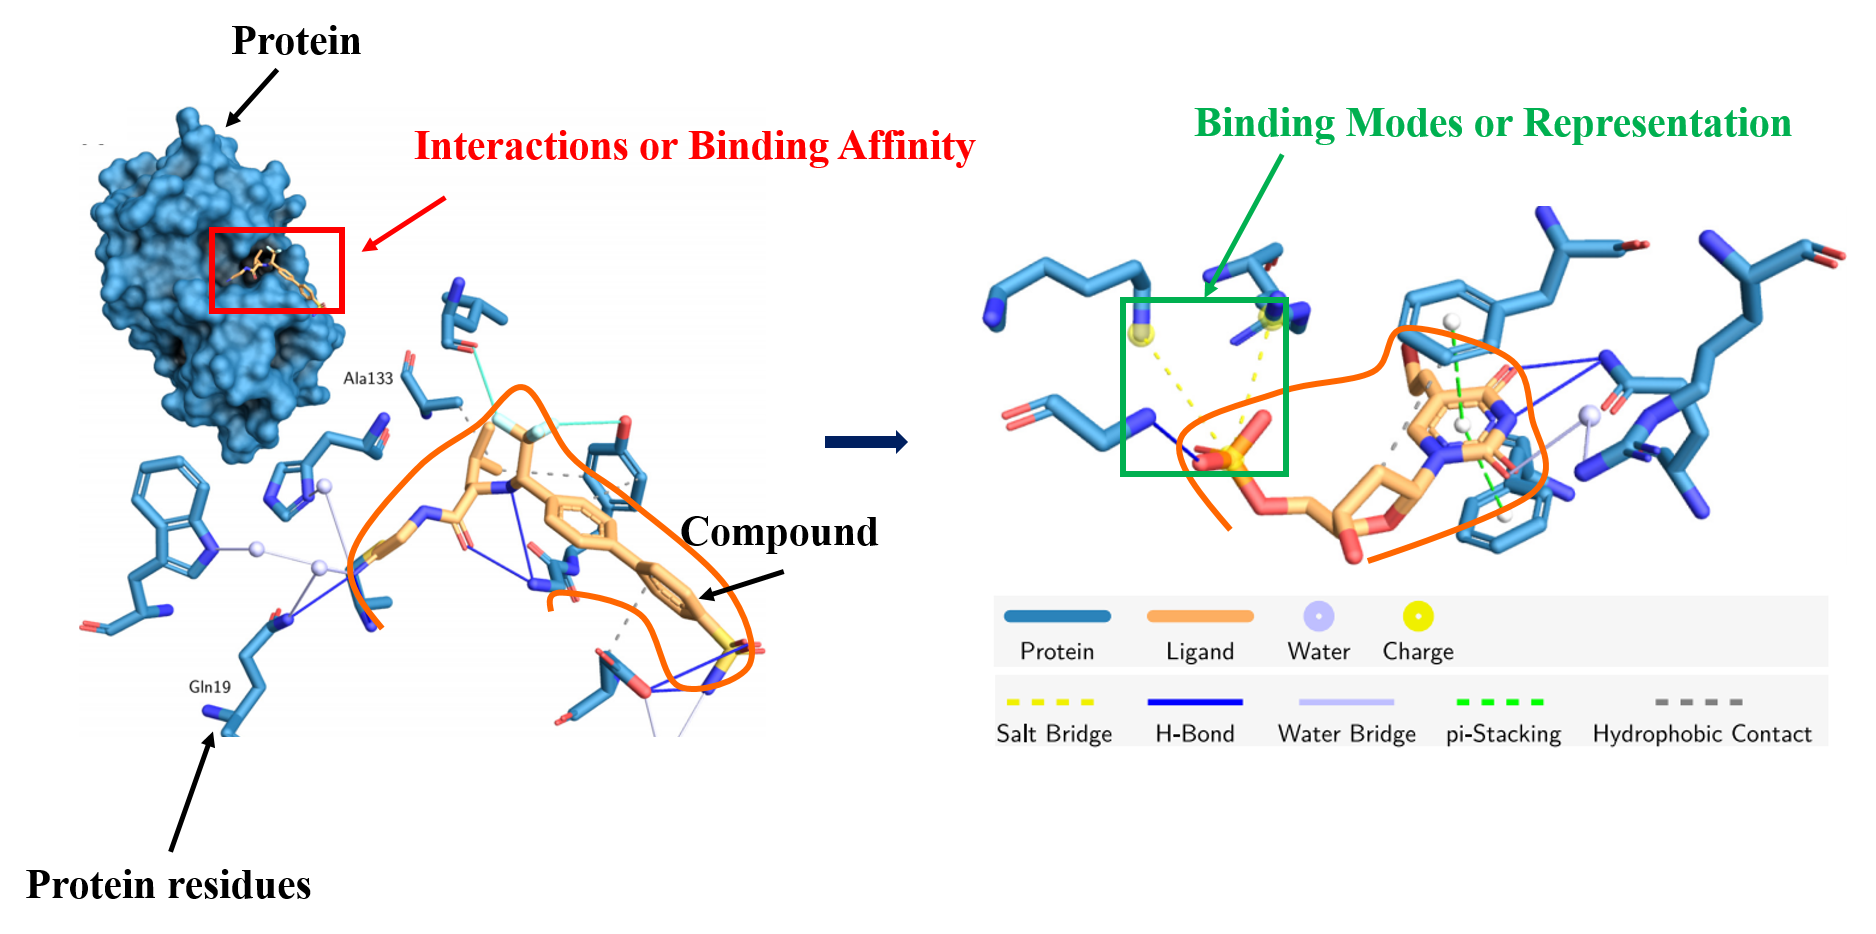 Protein
Interactions or Binding Affinity
Binding Modes or Representation
Ala133
Compound
Gln19
Protein residues
Protein
Ligand
Water
Charge
Salt Bridge
H-Bond
Water Bridge
pi-Stacking
Hydrophobic Contact